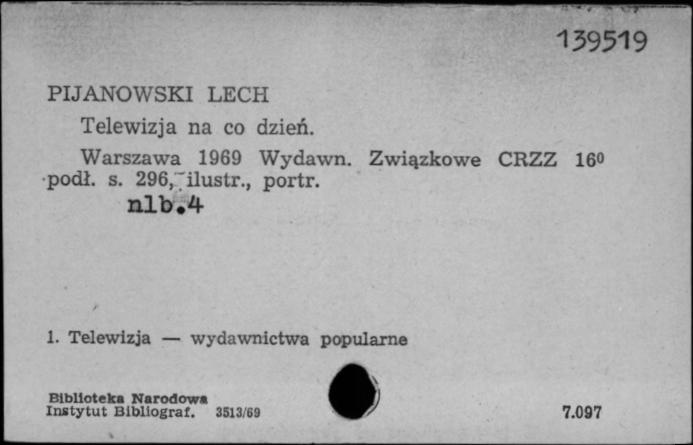 139519
PIJANOWSKI LECH
Telewizja na co dzień.
Warszawa 1969 Wydawn. Związkowe CRZZ 16⁰
podł. s. 296, ilustr., portr.
nlb.4
1. Telewizja — wydawnictwa popularne
Biblioteka Narodowa
Instytut Bibliograf. 3513/69 7.097